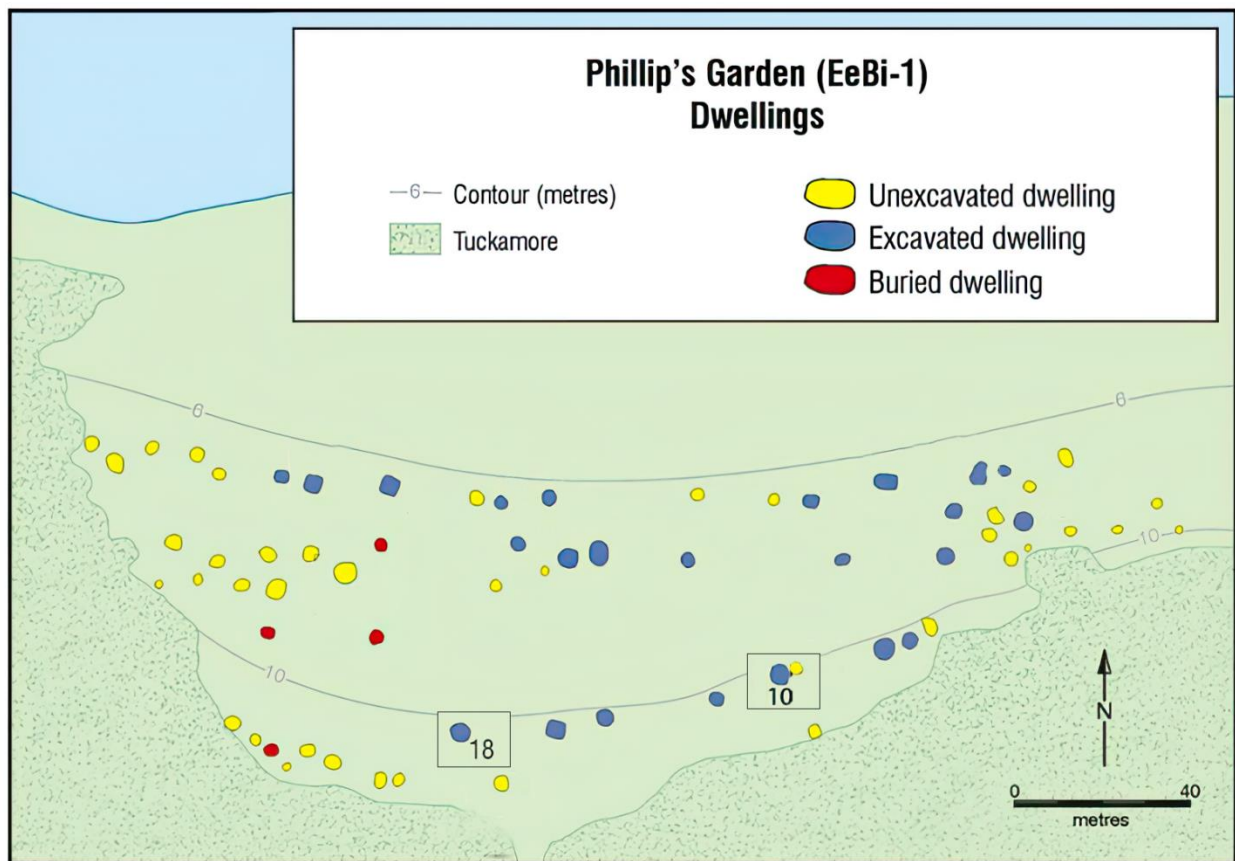 Phillip's Garden (EeBi-1)
Dwellings
6 Contour (metres)
Tuckamore
Unexcavated dwelling
Excavated dwelling
Buried dwelling
6
6
10
10
10
18
N
0 40
metres